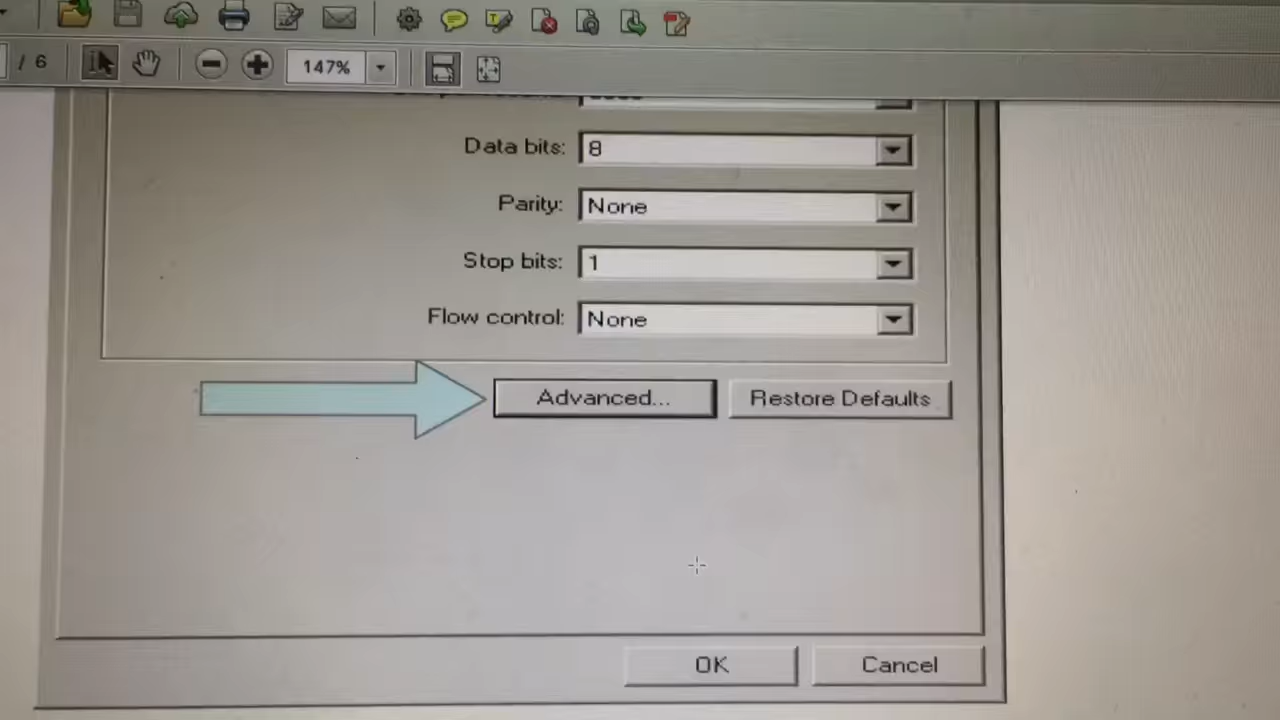 / 6
147%
Data bits: 8
Parity: None
Stop bits: 1
Flow control: None
Advanced...
Restore Defaults
OK
Cancel